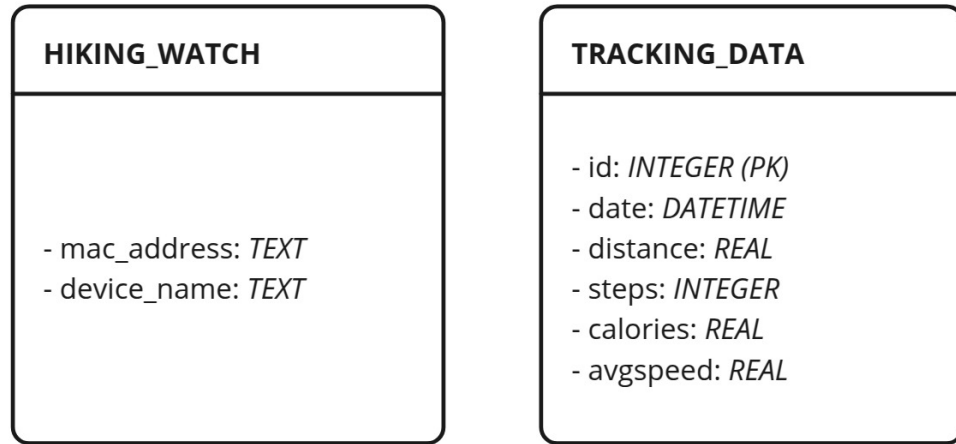 HIKING_WATCH
- mac_address: TEXT
- device_name: TEXT
TRACKING_DATA
- id: INTEGER (PK)
- date: DATETIME
- distance: REAL
- steps: INTEGER
- calories: REAL
- avgspeed: REAL